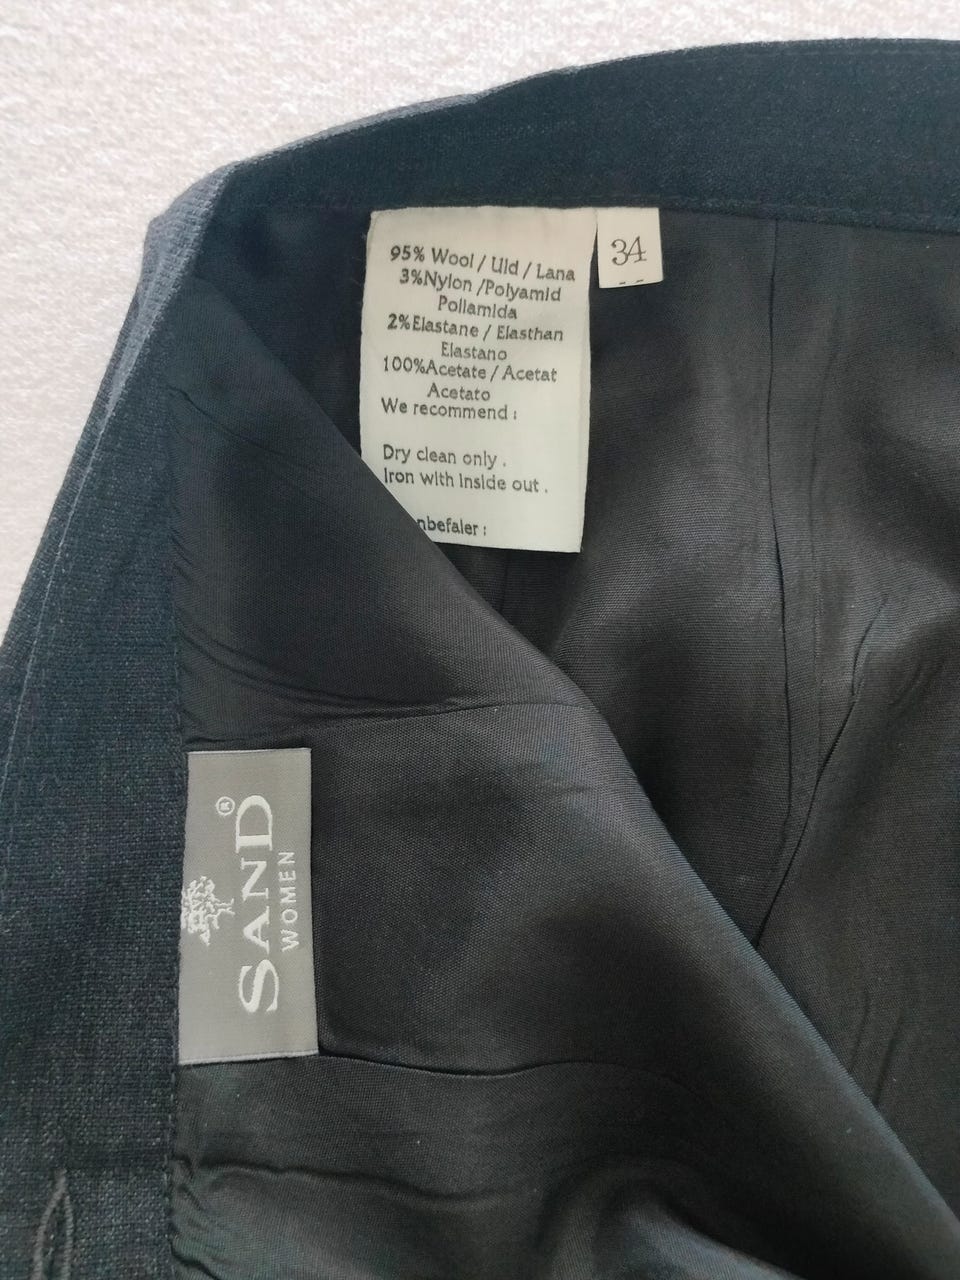 95% Wool / Uld / Lana
3%Nylon /Polyamid
Poliamida
2%Elastane / Elasthan
Elastano
100%Acetate / Acetat
Acetato
We recommend :
Dry clean only .
Iron with inside out .
nbefaler :
34
SAND®
WOMEN